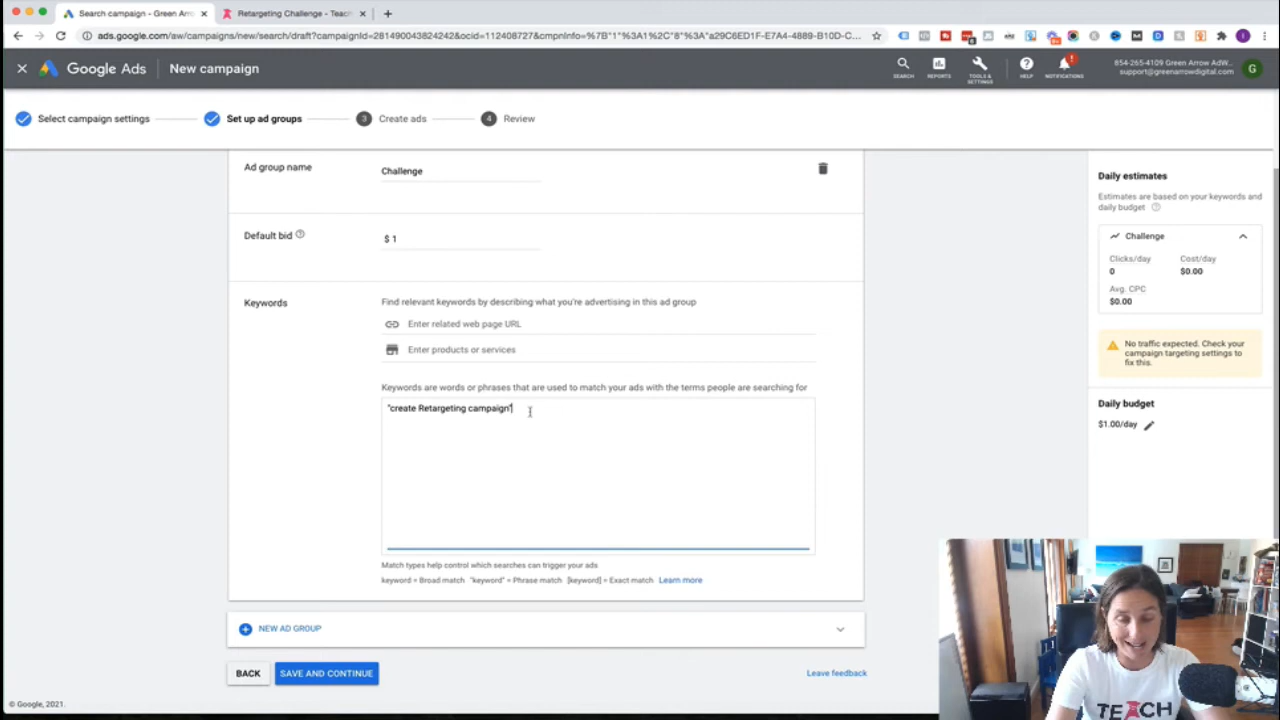 Search campaign - Green Arro
Retargeting Challenge - Teach
ads.google.com/aw/campaigns/new/search/draft?campaignId=281490043824242&ocid=112408727&cmpnInfo=%7B"1"%3A1%2C"8"%3A"a29C6ED1F-E7A4-4889-B10D-C...
Google Ads
New campaign
SEARCH
REPORTS
TOOLS & SETTINGS
HELP
NOTIFICATIONS
854-265-4109 Green Arrow AdW...
support@greenarrowdigital.com
G
Select campaign settings
Set up ad groups
3 Create ads
4 Review
Ad group name
Challenge
Default bid
$ 1
Keywords
Find relevant keywords by describing what you're advertising in this ad group
Enter related web page URL
Enter products or services
Keywords are words or phrases that are used to match your ads with the terms people are searching for
"create Retargeting campaign"
Match types help control which searches can trigger your ads
keyword = Broad match "keyword" = Phrase match [keyword] = Exact match Learn more
NEW AD GROUP
BACK
SAVE AND CONTINUE
Leave feedback
© Google, 2021.
Daily estimates
Estimates are based on your keywords and
daily budget
Challenge
Clicks/day
Cost/day
0
$0.00
Avg. CPC
$0.00
No traffic expected. Check your
campaign targeting settings to
fix this.
Daily budget
$1.00/day
TEACH